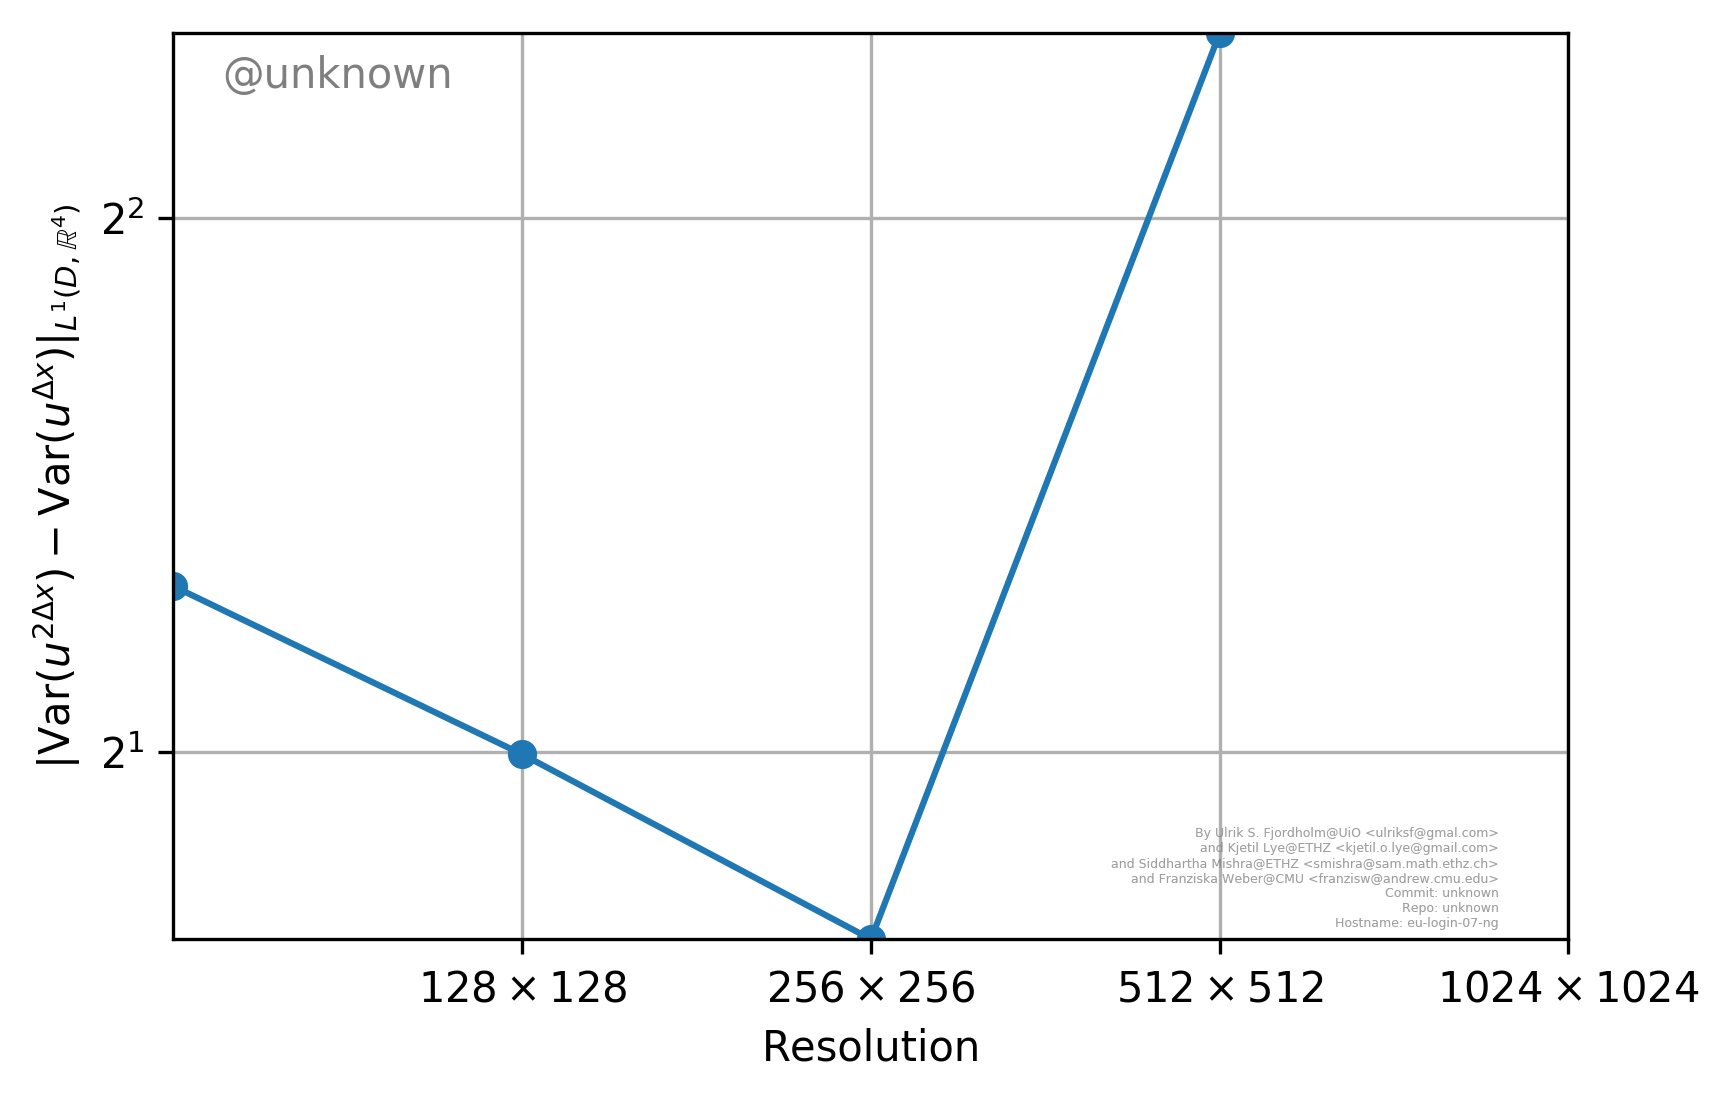 @unknown
|Var(u^{2Δx}) − Var(u^{Δx})|_{L^1(D, ℝ^4)}
2^2
2^1
By Ulrik S. Fjordholm@UiO <ulriksf@gmal.com>
and Kjetil Lye@ETHZ <kjetil.o.lye@gmail.com>
and Siddhartha Mishra@ETHZ <smishra@sam.math.ethz.ch>
and Franziska Weber@CMU <franzisw@andrew.cmu.edu>
Commit: unknown
Repo: unknown
Hostname: eu-login-07-ng
128 × 128 256 × 256 512 × 512 1024 × 1024
Resolution